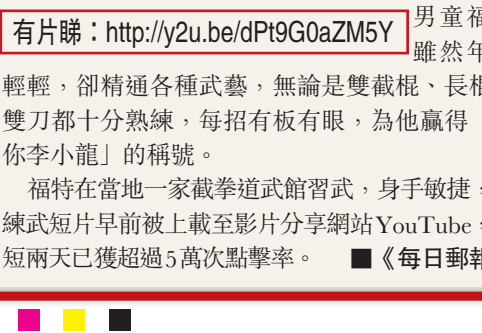 有片睇：http://y2u.be/dPt9G0aZM5Y
男童福
雖然年
輕輕，卻精通各種武藝，無論是雙截棍、長棍
雙刀都十分熟練，每招有板有眼，為他贏得
你李小龍」的稱號。
福特在當地一家截拳道武館習武，身手敏捷，
練武短片早前被上載至影片分享網站YouTube，
短兩天已獲超過5萬次點擊率。 ■《每日郵報